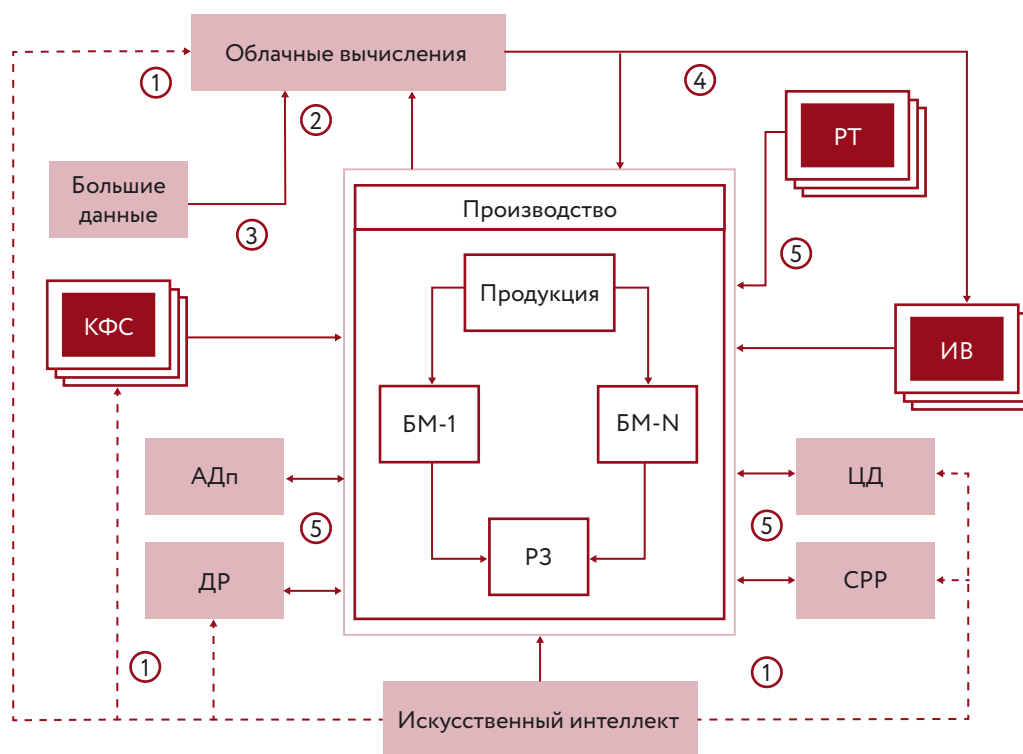 Облачные вычисления
1
4
2
РТ
Большие
данные
Производство
3
5
Продукция
КФС
ИВ
БМ-1
БМ-N
АДп
ЦД
5
5
РЗ
ДР
СРР
1
1
Искусственный интеллект